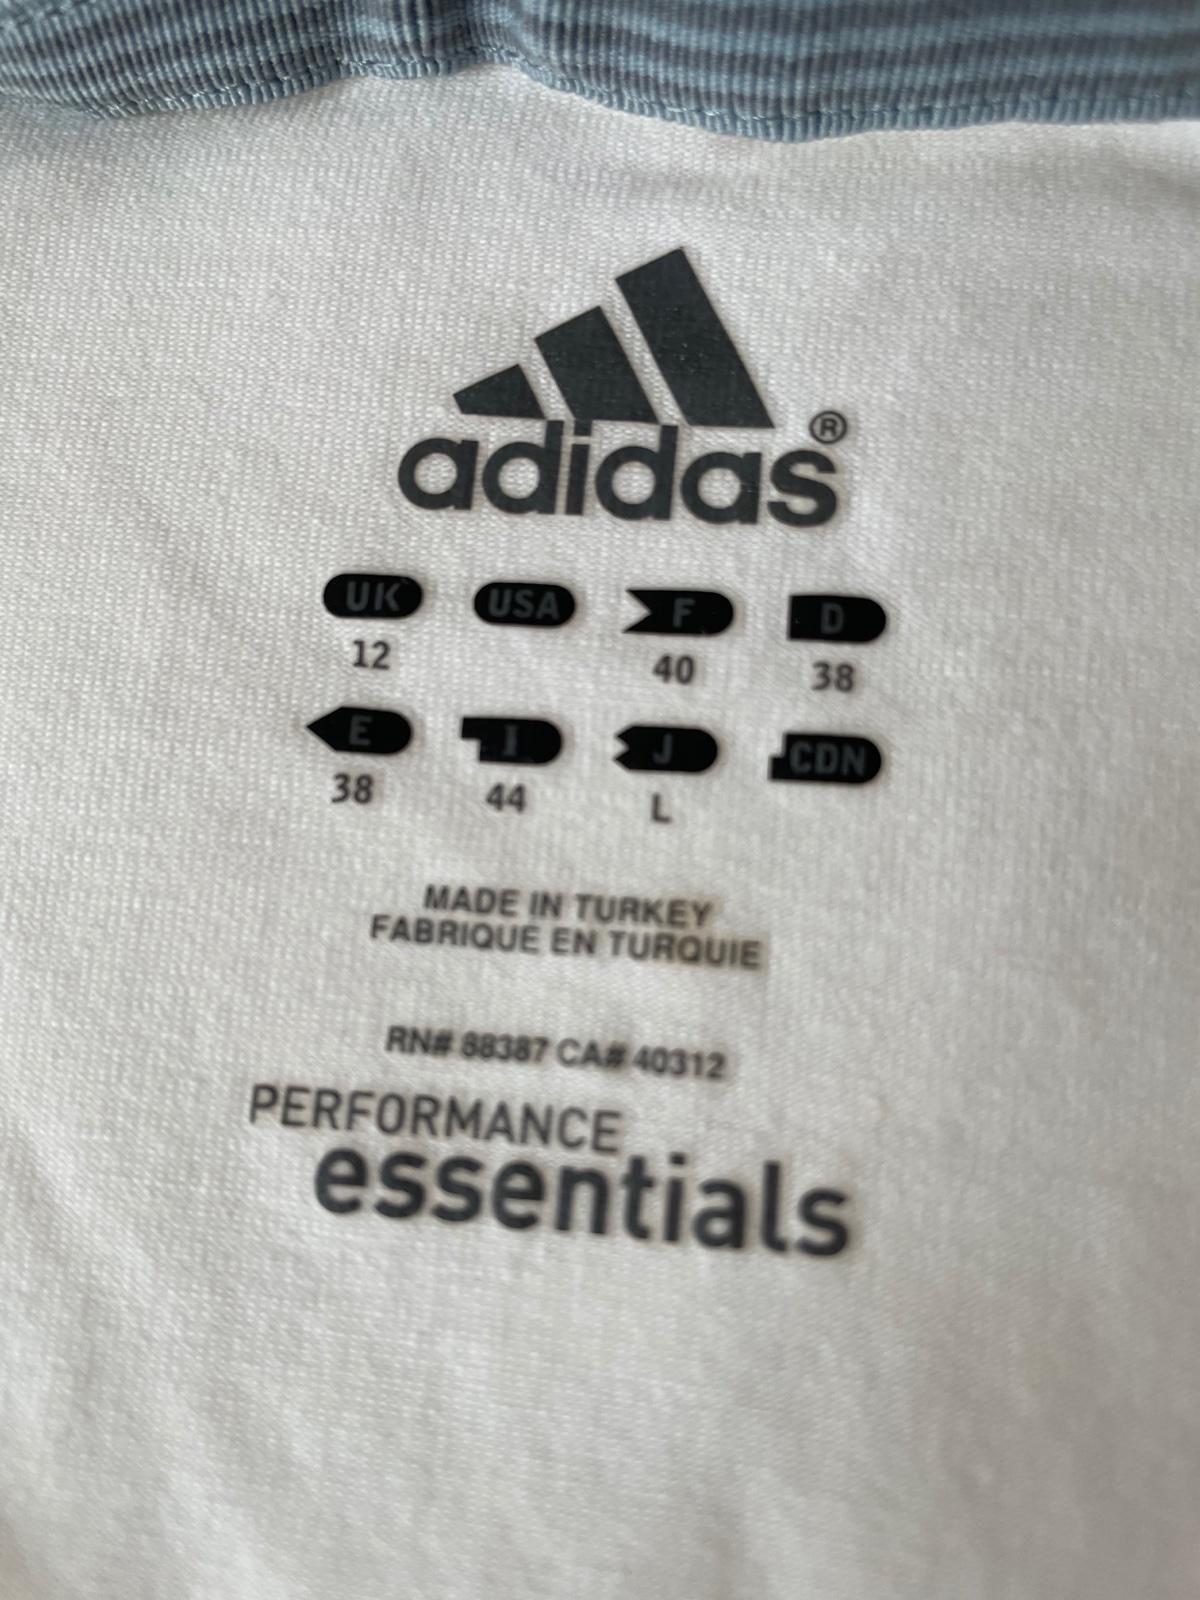 adidas®
UK USA F D
12 40 38
E I J CDN
38 44 L
MADE IN TURKEY
FABRIQUE EN TURQUIE
RN# 88387 CA# 40312
PERFORMANCE
essentials